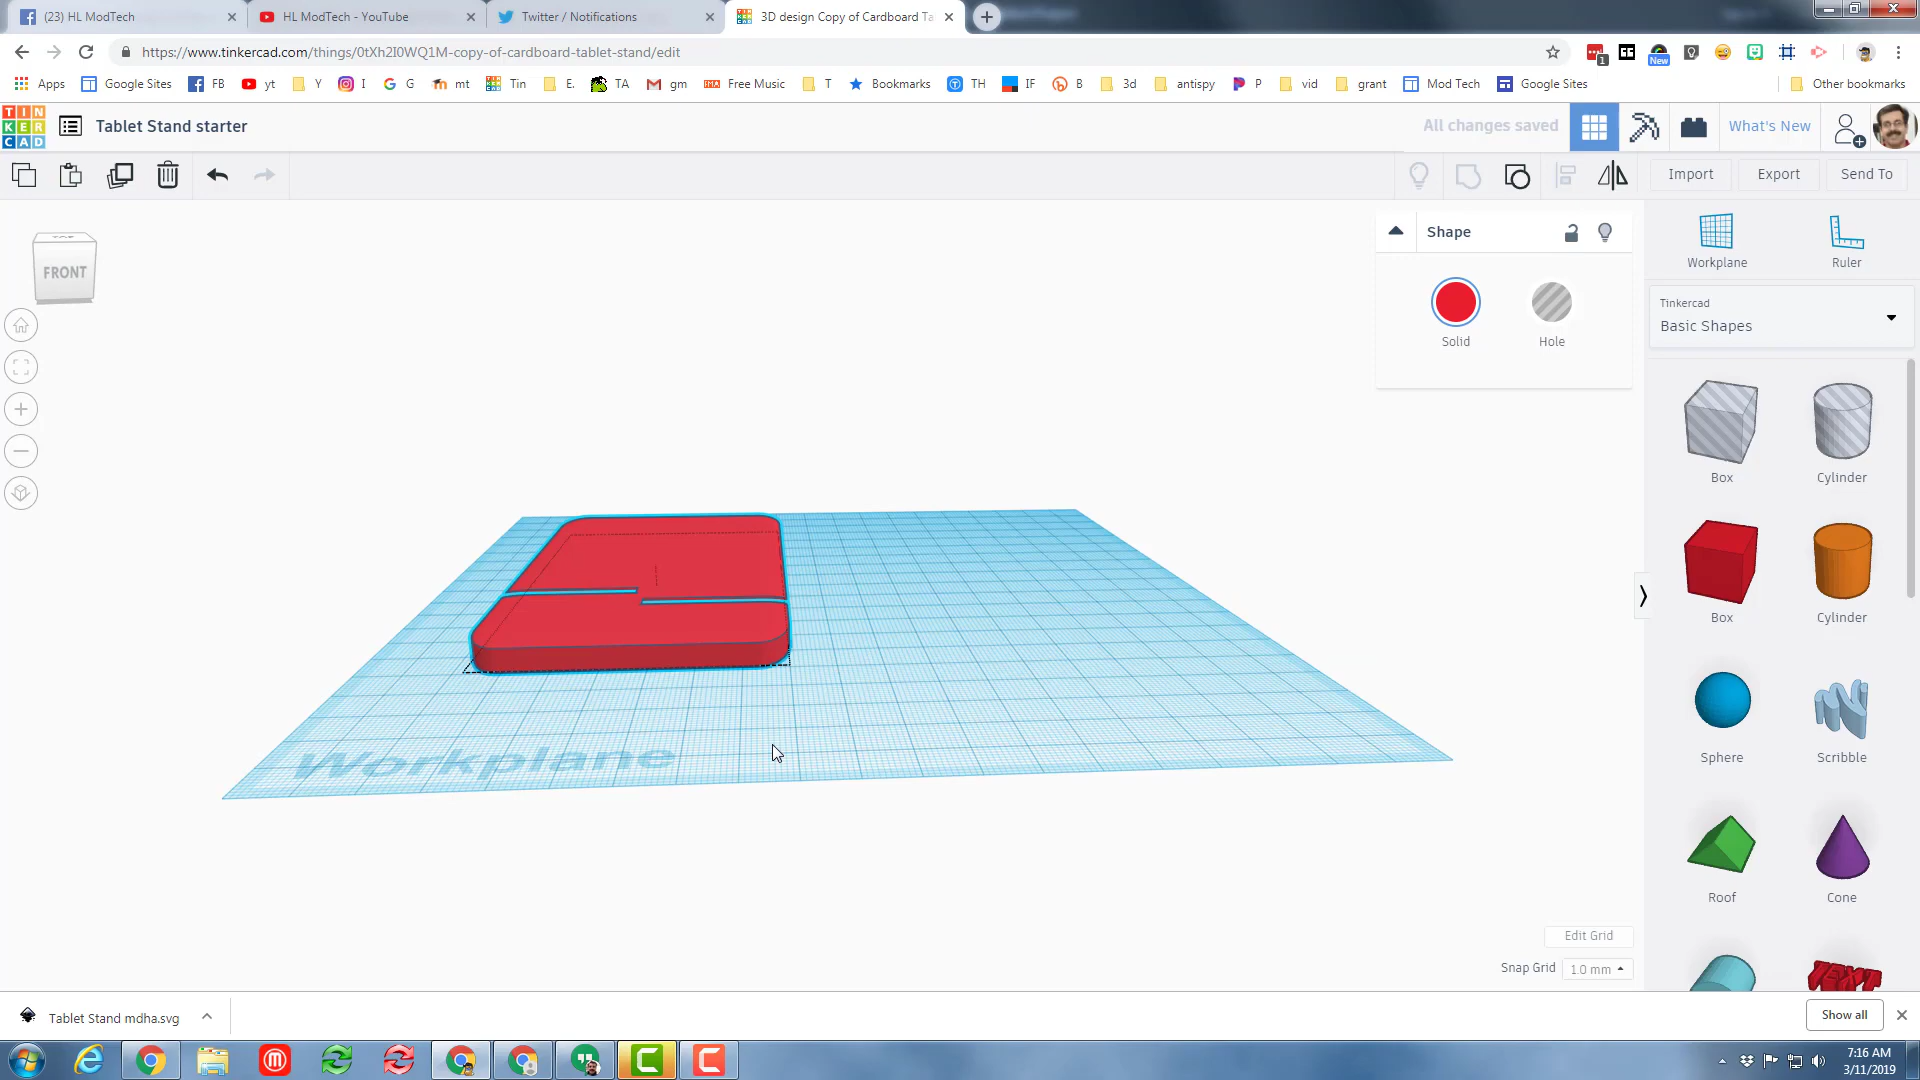 (23) HL ModTech
HL ModTech - YouTube
Twitter / Notifications
3D design Copy of Cardboard Ta
https://www.tinkercad.com/things/0tXh2I0WQ1M-copy-of-cardboard-tablet-stand/edit
1
New
Apps
Google Sites
FB
yt
Y
I
G
mt
Tin
E.
TA
gm
Free Music
T
Bookmarks
TH
IF
B
3d
antispy
P
vid
grant
Mod Tech
Google Sites
Other bookmarks
TIN
KER
CAD
Tablet Stand starter
All changes saved
What's New
Import
Export
Send To
FRONT
Shape
Solid
Hole
Workplane
Ruler
Tinkercad
Basic Shapes
Box
Cylinder
Box
Cylinder
Sphere
Scribble
Roof
Cone
TEXT
Workplane
Edit Grid
Snap Grid
1.0 mm
Tablet Stand mdha.svg
Show all
7:16 AM
3/11/2019